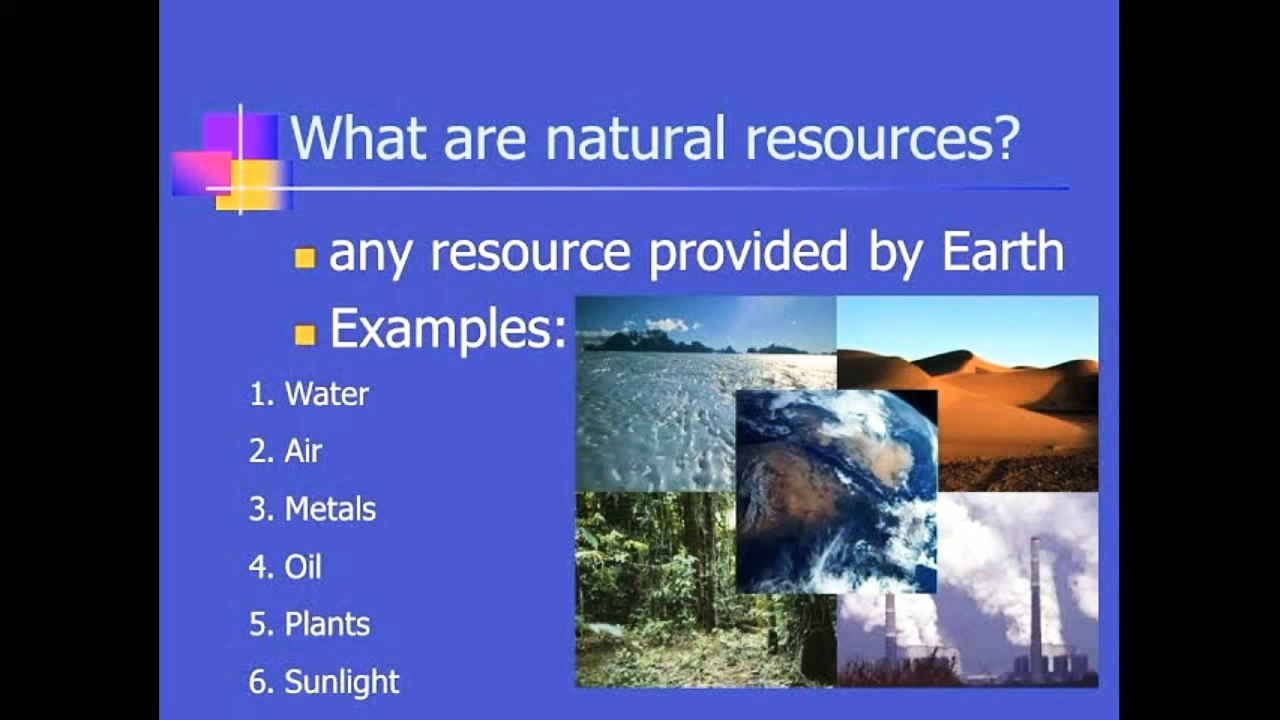 What are natural resources?
any resource provided by Earth
Examples:
1. Water
2. Air
3. Metals
4. Oil
5. Plants
6. Sunlight